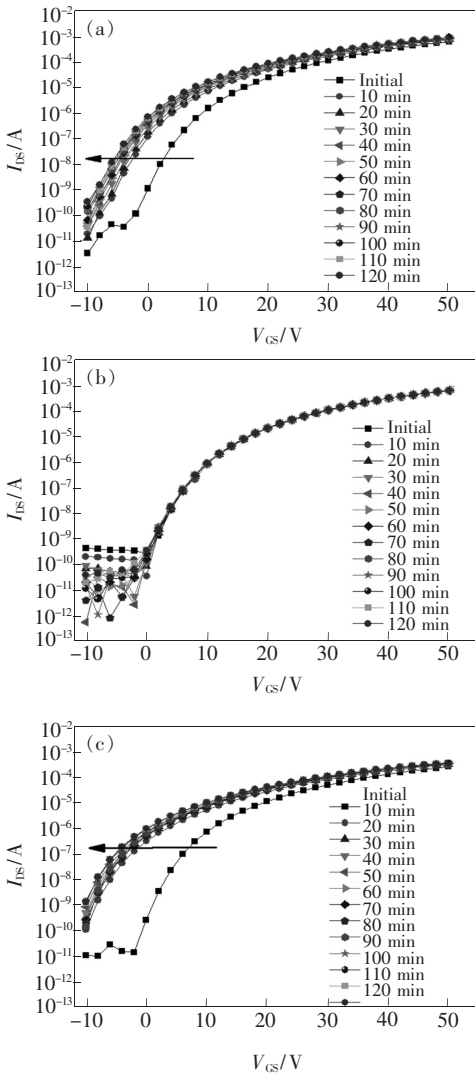 (a)
10⁻²
10⁻³
10⁻⁴
10⁻⁵
10⁻⁶
10⁻⁷
10⁻⁸
10⁻⁹
10⁻¹⁰
10⁻¹¹
10⁻¹²
10⁻¹³
I_DS/A
Initial
10 min
20 min
30 min
40 min
50 min
60 min
70 min
80 min
90 min
100 min
110 min
120 min
−10 0 10 20 30 40 50
V_GS/V
(b)
10⁻²
10⁻³
10⁻⁴
10⁻⁵
10⁻⁶
10⁻⁷
10⁻⁸
10⁻⁹
10⁻¹⁰
10⁻¹¹
10⁻¹²
10⁻¹³
I_DS/A
Initial
10 min
20 min
30 min
40 min
50 min
60 min
70 min
80 min
90 min
100 min
110 min
120 min
−10 0 10 20 30 40 50
V_GS/V
(c)
10⁻²
10⁻³
10⁻⁴
10⁻⁵
10⁻⁶
10⁻⁷
10⁻⁸
10⁻⁹
10⁻¹⁰
10⁻¹¹
10⁻¹²
10⁻¹³
I_DS/A
Initial
10 min
20 min
30 min
40 min
50 min
60 min
70 min
80 min
90 min
100 min
110 min
120 min
−10 0 10 20 30 40 50
V_GS/V